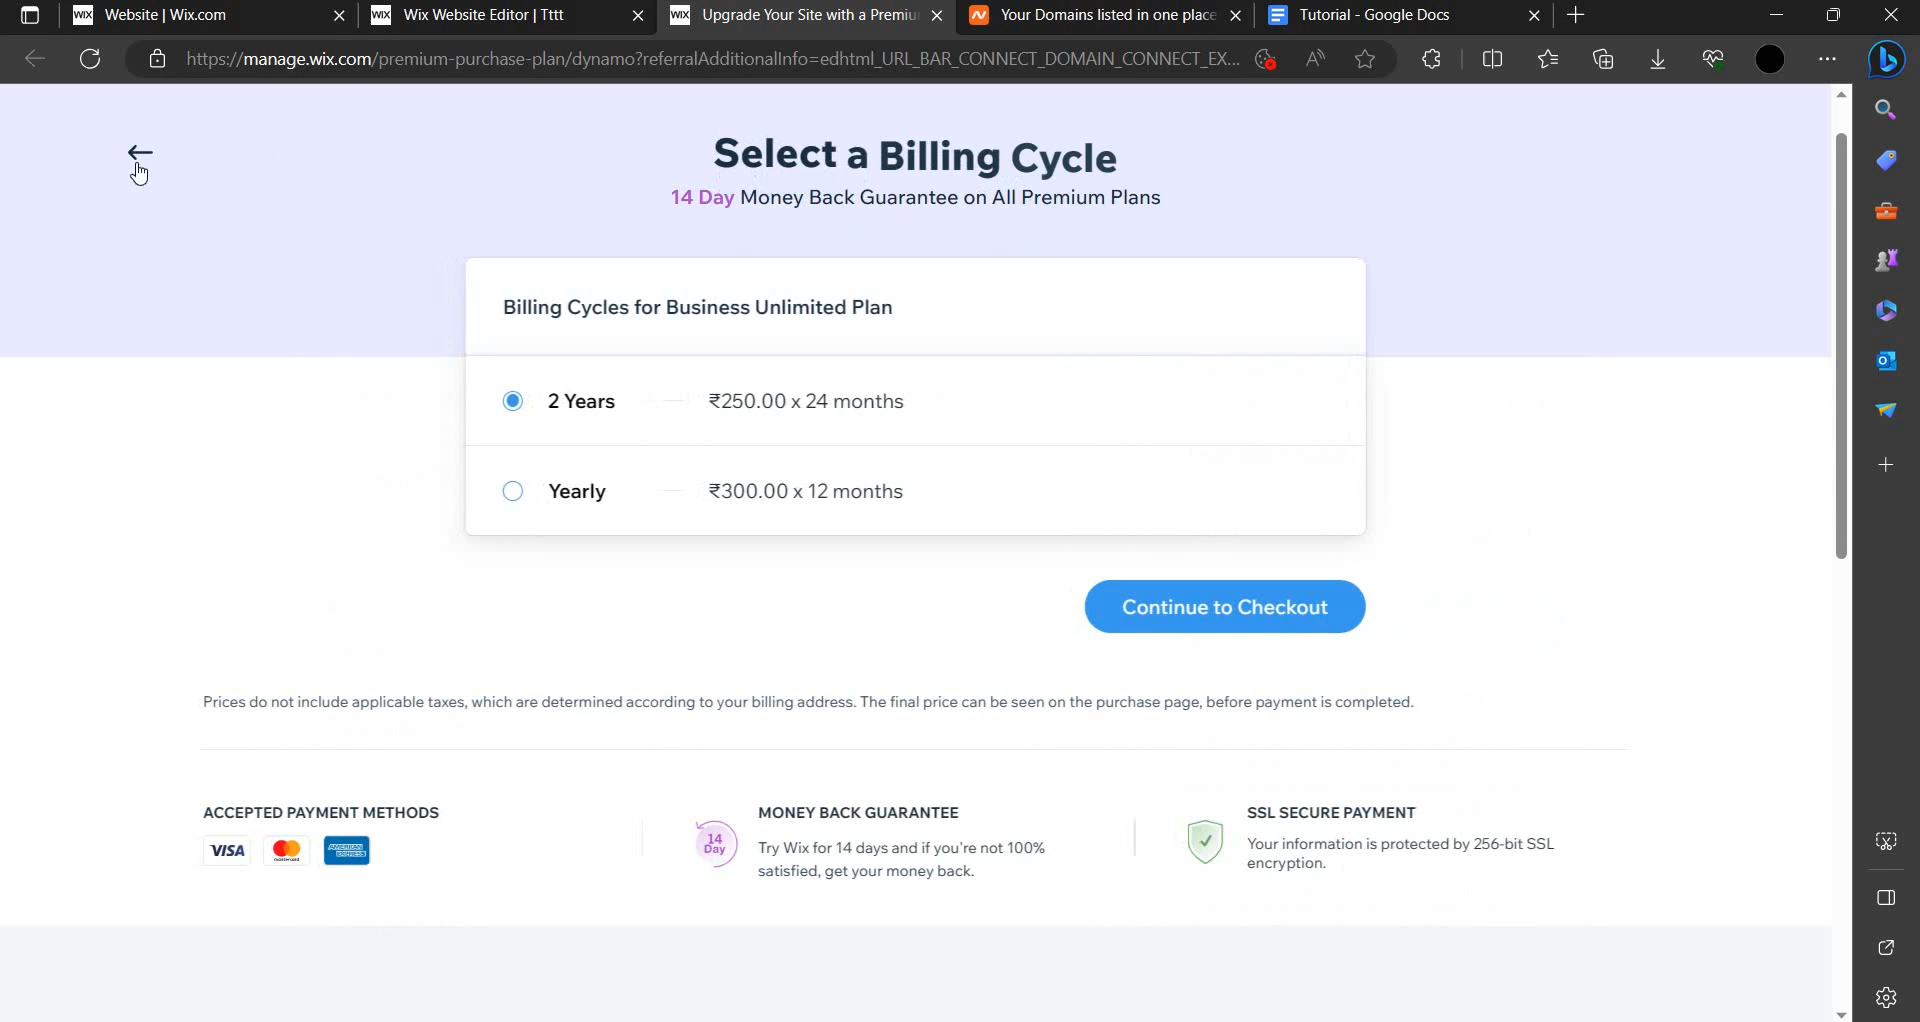 WIX Website | Wix.com
WIX Wix Website Editor | Tttt
WIX Upgrade Your Site with a Premiu
Your Domains listed in one place
Tutorial - Google Docs
https://manage.wix.com/premium-purchase-plan/dynamo?referralAdditionalInfo=edhtml_URL_BAR_CONNECT_DOMAIN_CONNECT_EX...
Select a Billing Cycle
14 Day Money Back Guarantee on All Premium Plans
Billing Cycles for Business Unlimited Plan
2 Years ₹250.00 x 24 months
Yearly ₹300.00 x 12 months
Continue to Checkout
Prices do not include applicable taxes, which are determined according to your billing address. The final price can be seen on the purchase page, before payment is completed.
ACCEPTED PAYMENT METHODS
VISA mastercard AMERICAN EXPRESS
14 Day
MONEY BACK GUARANTEE
Try Wix for 14 days and if you're not 100%
satisfied, get your money back.
SSL SECURE PAYMENT
Your information is protected by 256-bit SSL
encryption.